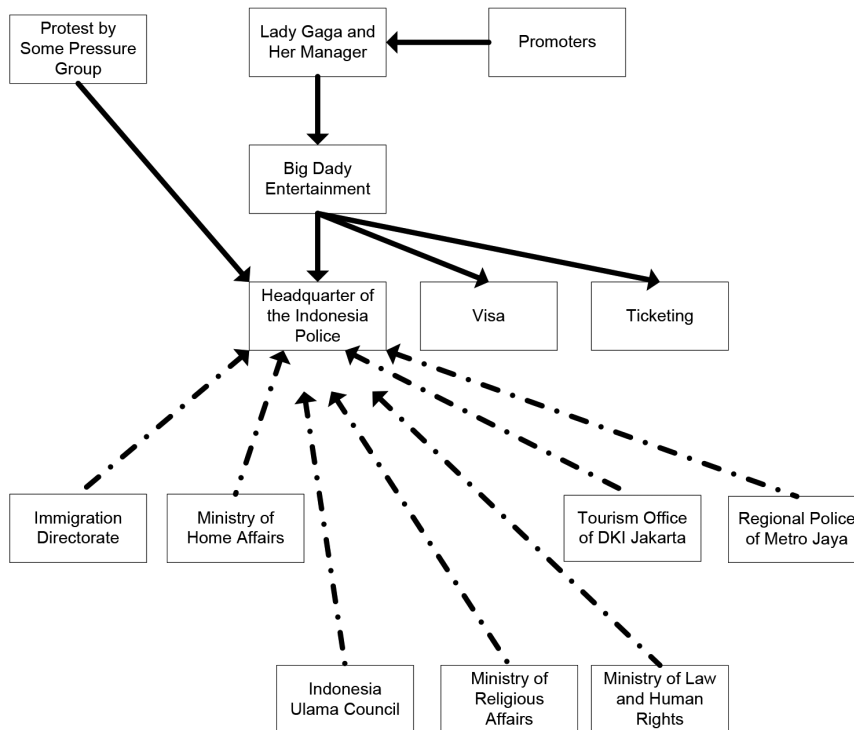 Protest by
Some Pressure
Group
Lady Gaga and
Her Manager
Promoters
Big Dady
Entertainment
Headquarter of
the Indonesia
Police
Visa
Ticketing
Immigration
Directorate
Ministry of
Home Affairs
Tourism Office
of DKI Jakarta
Regional Police
of Metro Jaya
Indonesia
Ulama Council
Ministry of
Religious
Affairs
Ministry of Law
and Human
Rights